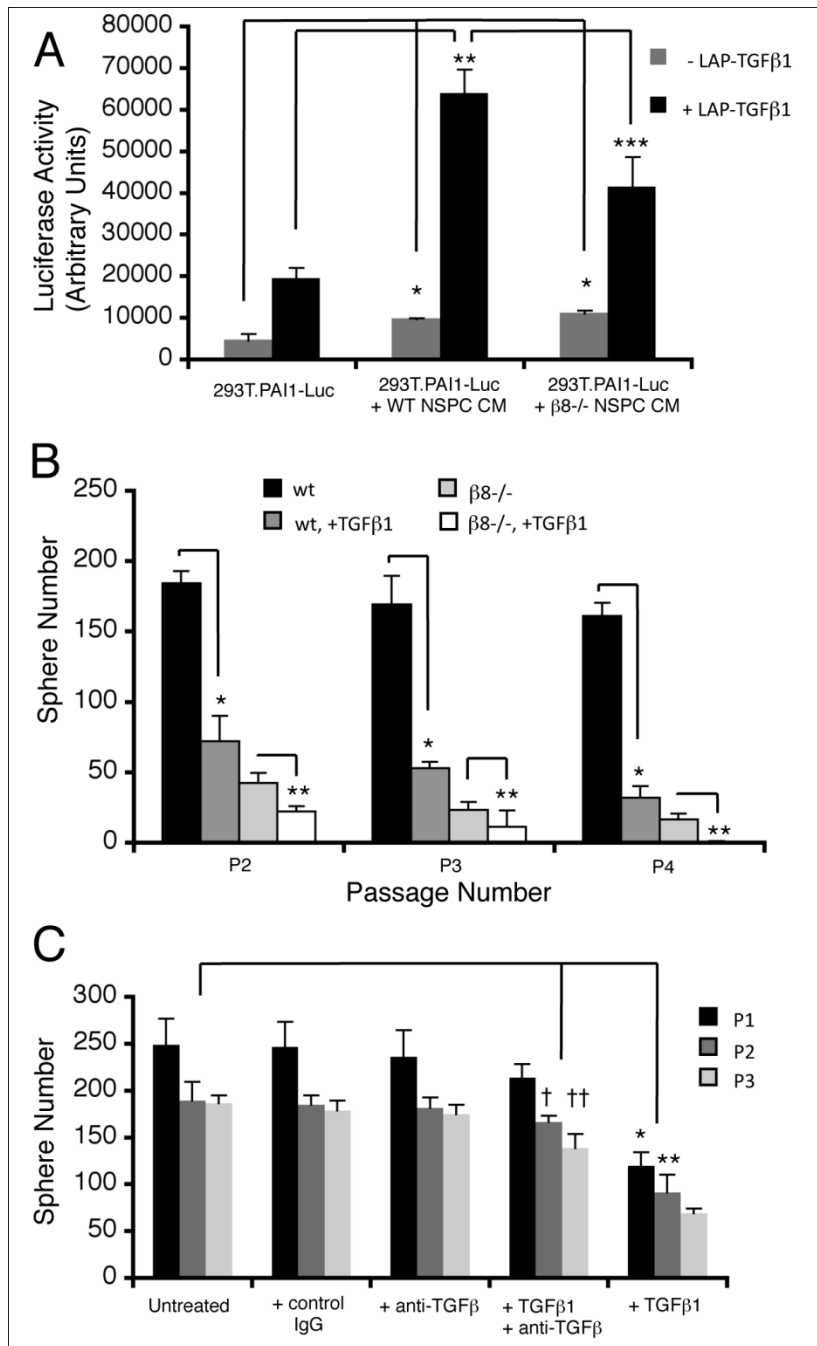 A
80000
70000
60000
50000
40000
30000
20000
10000
0
Luciferase Activity
(Arbitrary Units)
- LAP-TGFβ1
+ LAP-TGFβ1
**
***
*
*
293T.PAI1-Luc
293T.PAI1-Luc
+ WT NSPC CM
293T.PAI1-Luc
+ β8-/- NSPC CM
B
wt
β8-/-
wt, +TGFβ1
β8-/-, +TGFβ1
250
200
150
100
50
0
Sphere Number
*
**
*
**
*
**
P2
P3
P4
Passage Number
C
300
250
200
150
100
50
0
Sphere Number
P1
P2
P3
†
††
*
**
Untreated
+ control
IgG
+ anti-TGFβ
+ TGFβ1
+ anti-TGFβ
+ TGFβ1